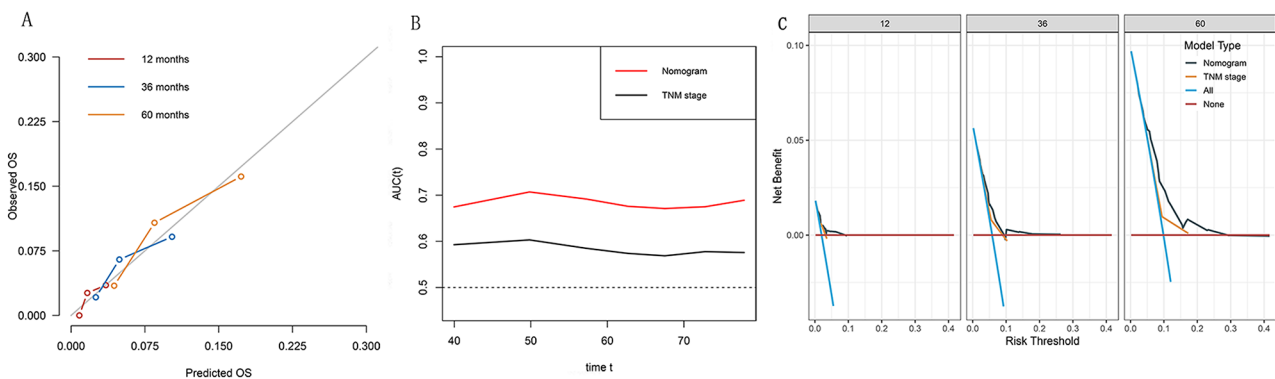 A
0.300
0.225
0.150
0.075
0.000
Observed OS
12 months
36 months
60 months
0.000
0.075
0.150
0.225
0.300
Predicted OS
B
1.0
0.9
0.8
0.7
0.6
0.5
AUC(t)
Nomogram
TNM stage
40
50
60
70
time t
C
12
36
60
0.10
0.05
0.00
Net Benefit
Model Type
Nomogram
TNM stage
All
None
0.0
0.1
0.2
0.3
0.4
0.0
0.1
0.2
0.3
0.4
0.0
0.1
0.2
0.3
0.4
Risk Threshold